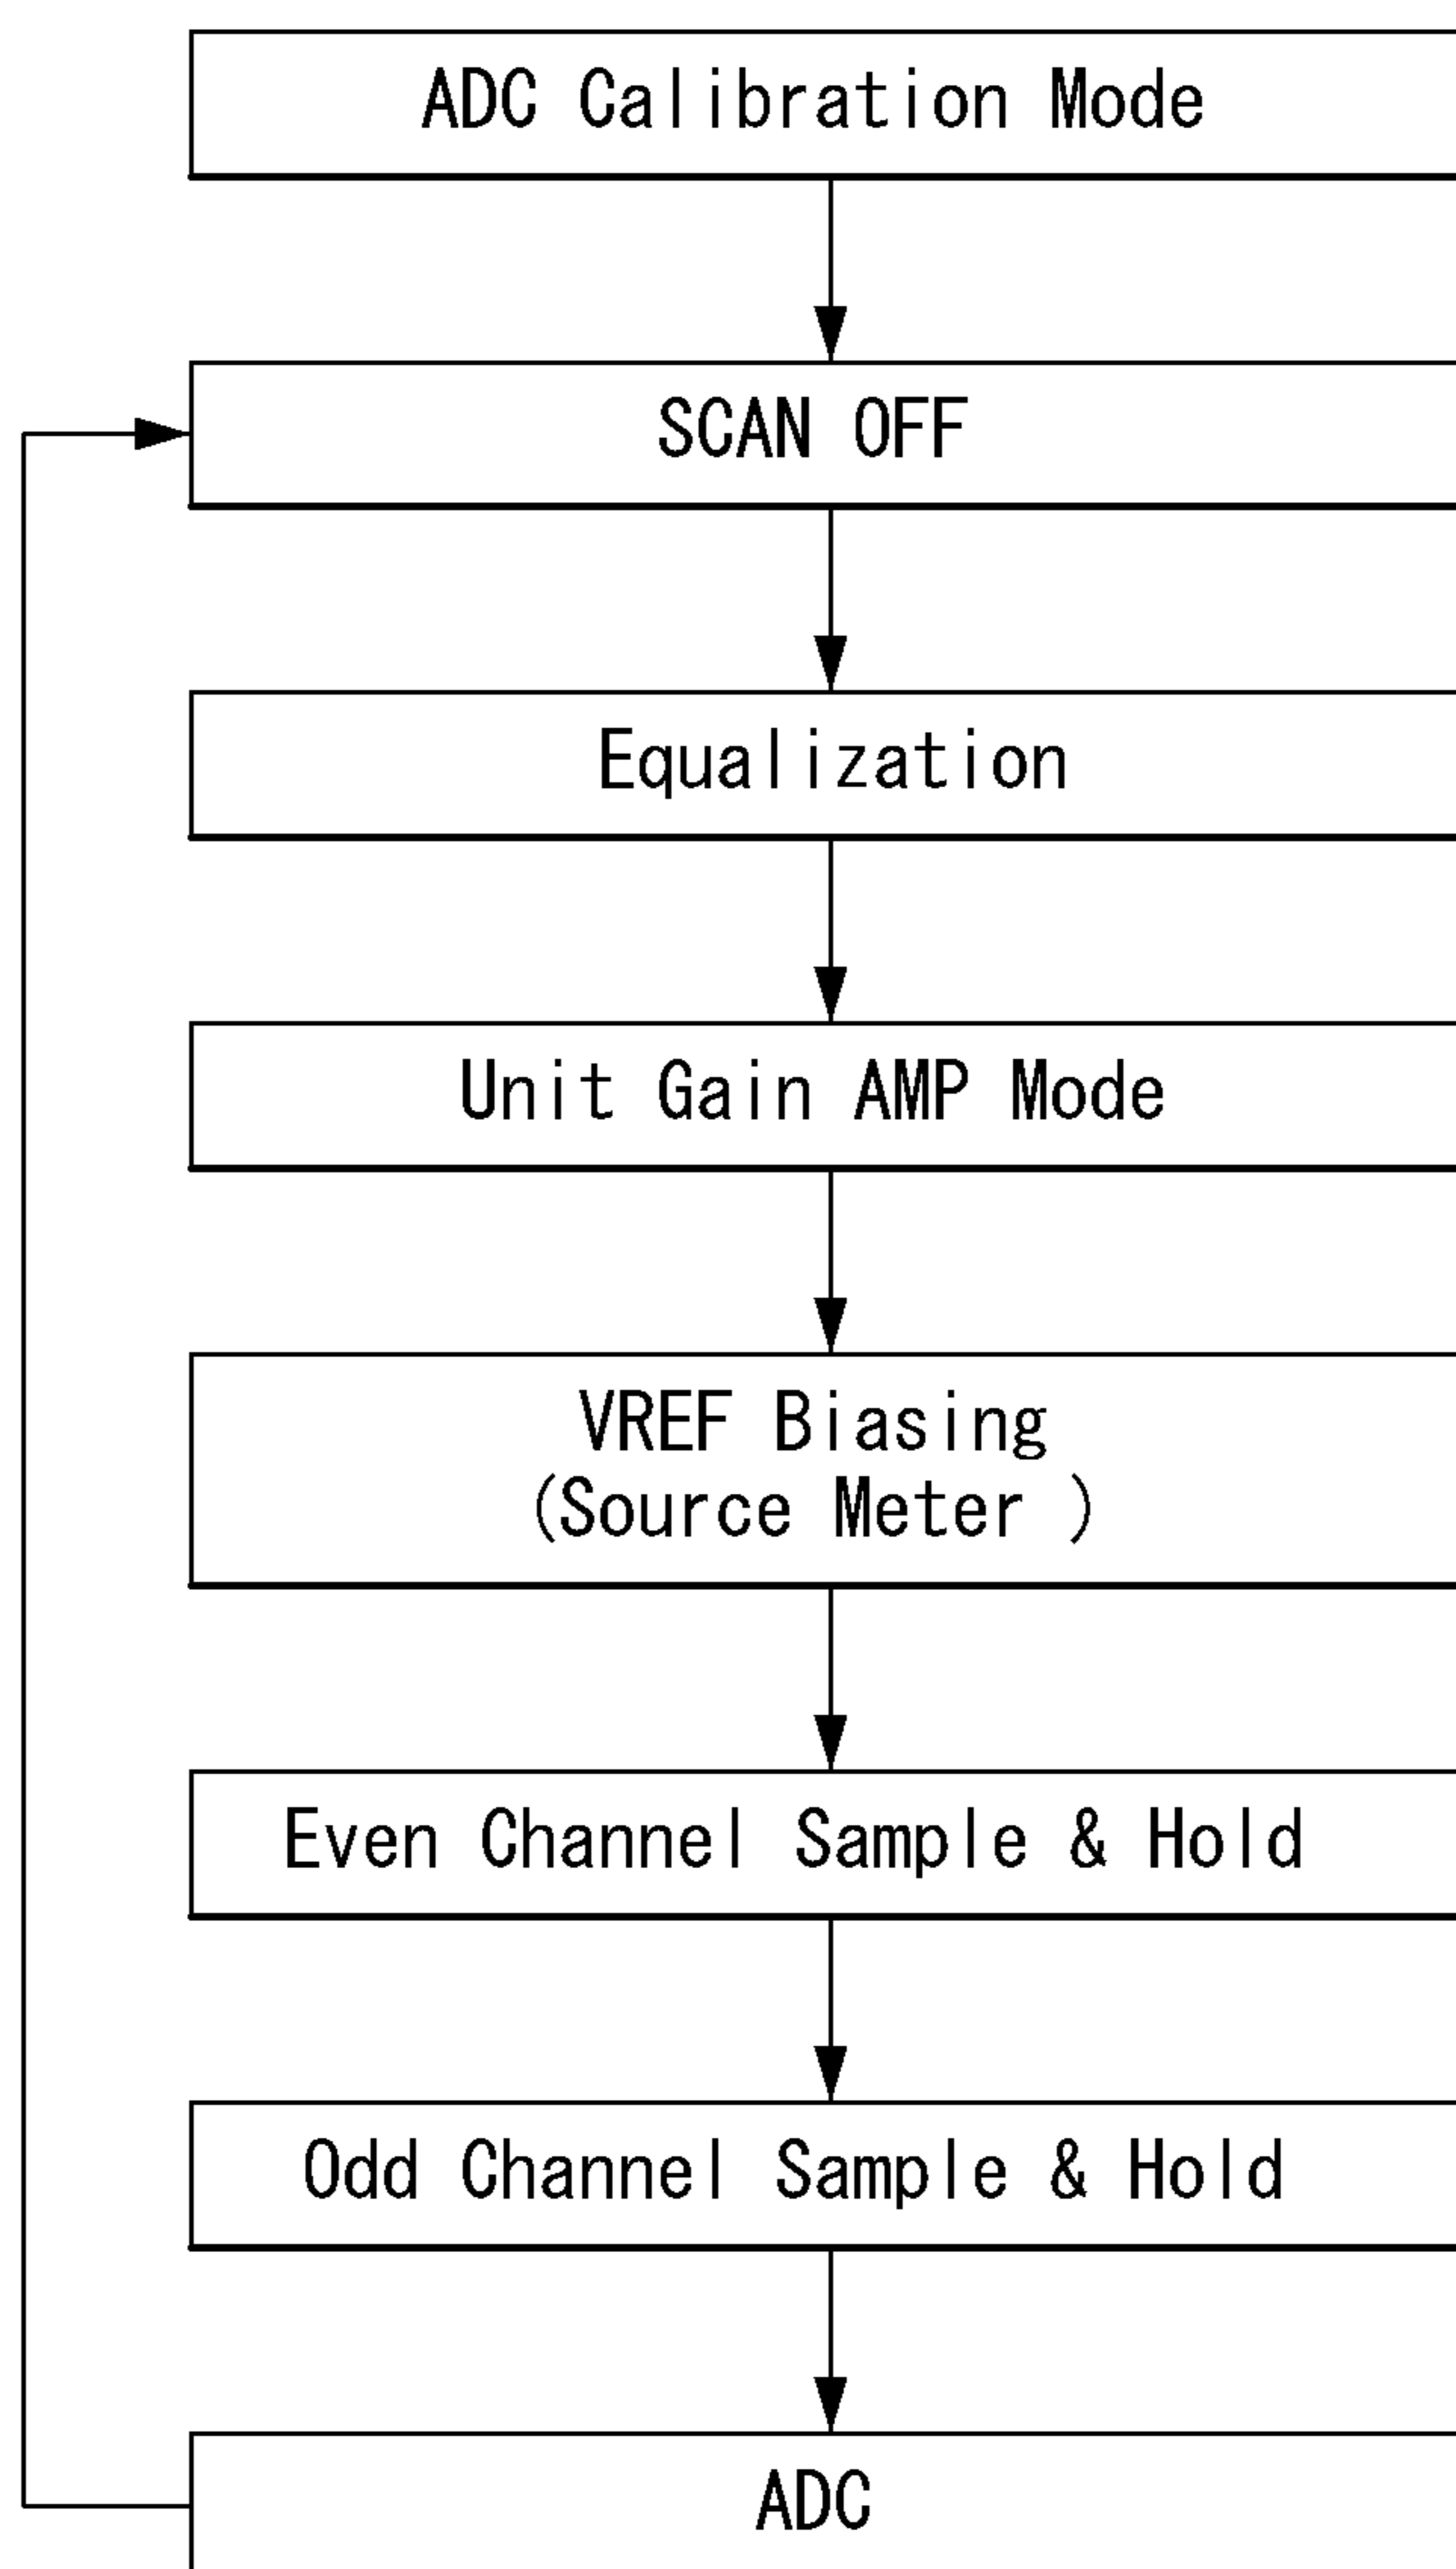 ADC Calibration Mode
SCAN OFF
Equalization
Unit Gain AMP Mode
VREF Biasing
(Source Meter )
Even Channel Sample & Hold
Odd Channel Sample & Hold
ADC